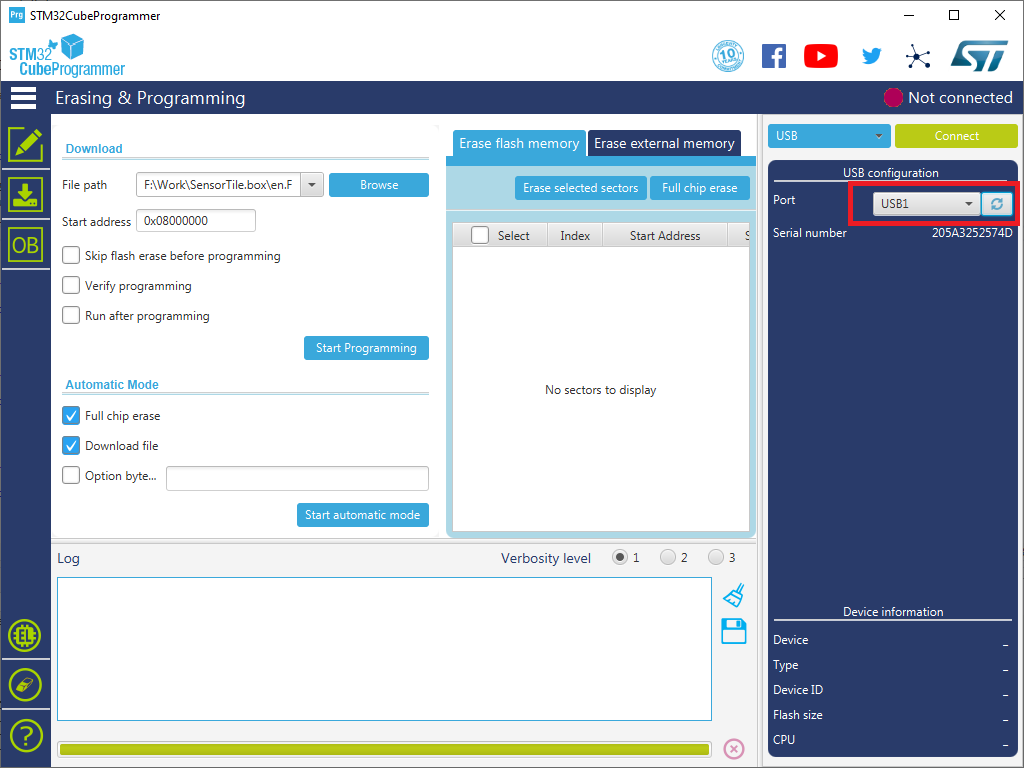 Prg STM32CubeProgrammer
STM32
CubeProgrammer
10
YEARS
ST
Erasing & Programming
Not connected
Download
File path F:\Work\SensorTile.box\en.F Browse
Start address 0x08000000
Skip flash erase before programming
Verify programming
Run after programming
Start Programming
Automatic Mode
Full chip erase
Download file
Option byte...
Start automatic mode
OB
EL
?
Erase flash memory Erase external memory
Erase selected sectors Full chip erase
Select Index Start Address
No sectors to display
Log Verbosity level 1 2 3
USB Connect
USB configuration
Port USB1
Serial number 205A3252574D
Device information
Device _
Type _
Device ID _
Flash size _
CPU _